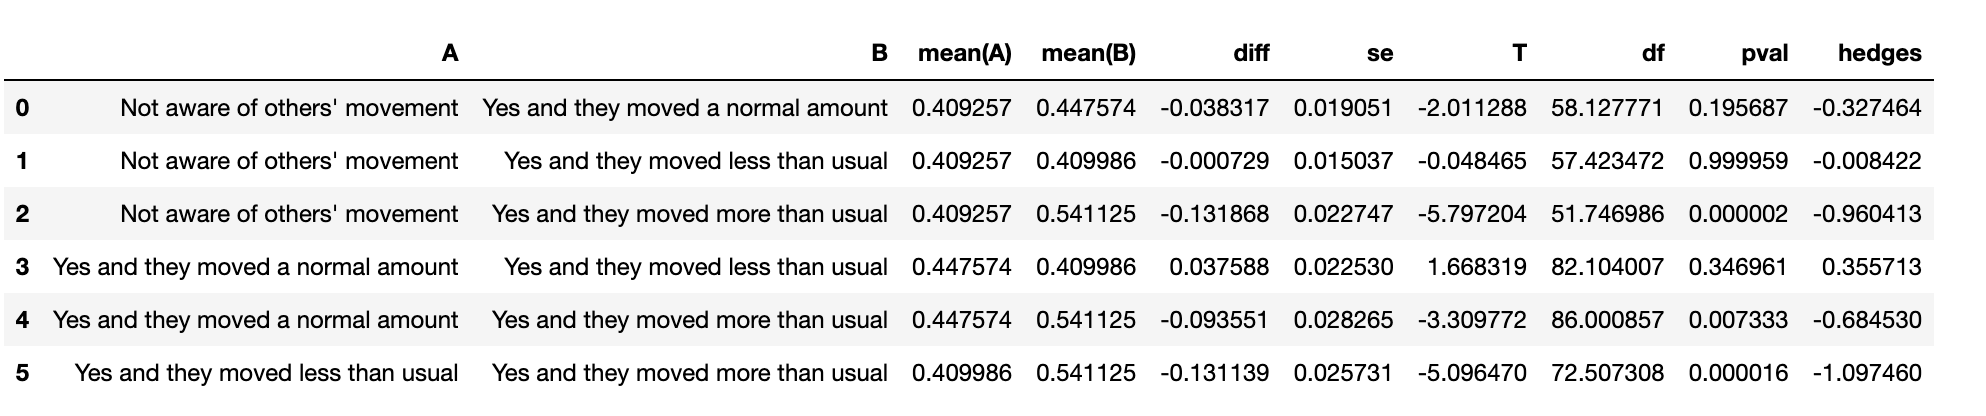 A B mean(A) mean(B) diff se T df pval hedges
0 Not aware of others' movement Yes and they moved a normal amount 0.409257 0.447574 -0.038317 0.019051 -2.011288 58.127771 0.195687 -0.327464
1 Not aware of others' movement Yes and they moved less than usual 0.409257 0.409986 -0.000729 0.015037 -0.048465 57.423472 0.999959 -0.008422
2 Not aware of others' movement Yes and they moved more than usual 0.409257 0.541125 -0.131868 0.022747 -5.797204 51.746986 0.000002 -0.960413
3 Yes and they moved a normal amount Yes and they moved less than usual 0.447574 0.409986 0.037588 0.022530 1.668319 82.104007 0.346961 0.355713
4 Yes and they moved a normal amount Yes and they moved more than usual 0.447574 0.541125 -0.093551 0.028265 -3.309772 86.000857 0.007333 -0.684530
5 Yes and they moved less than usual Yes and they moved more than usual 0.409986 0.541125 -0.131139 0.025731 -5.096470 72.507308 0.000016 -1.097460